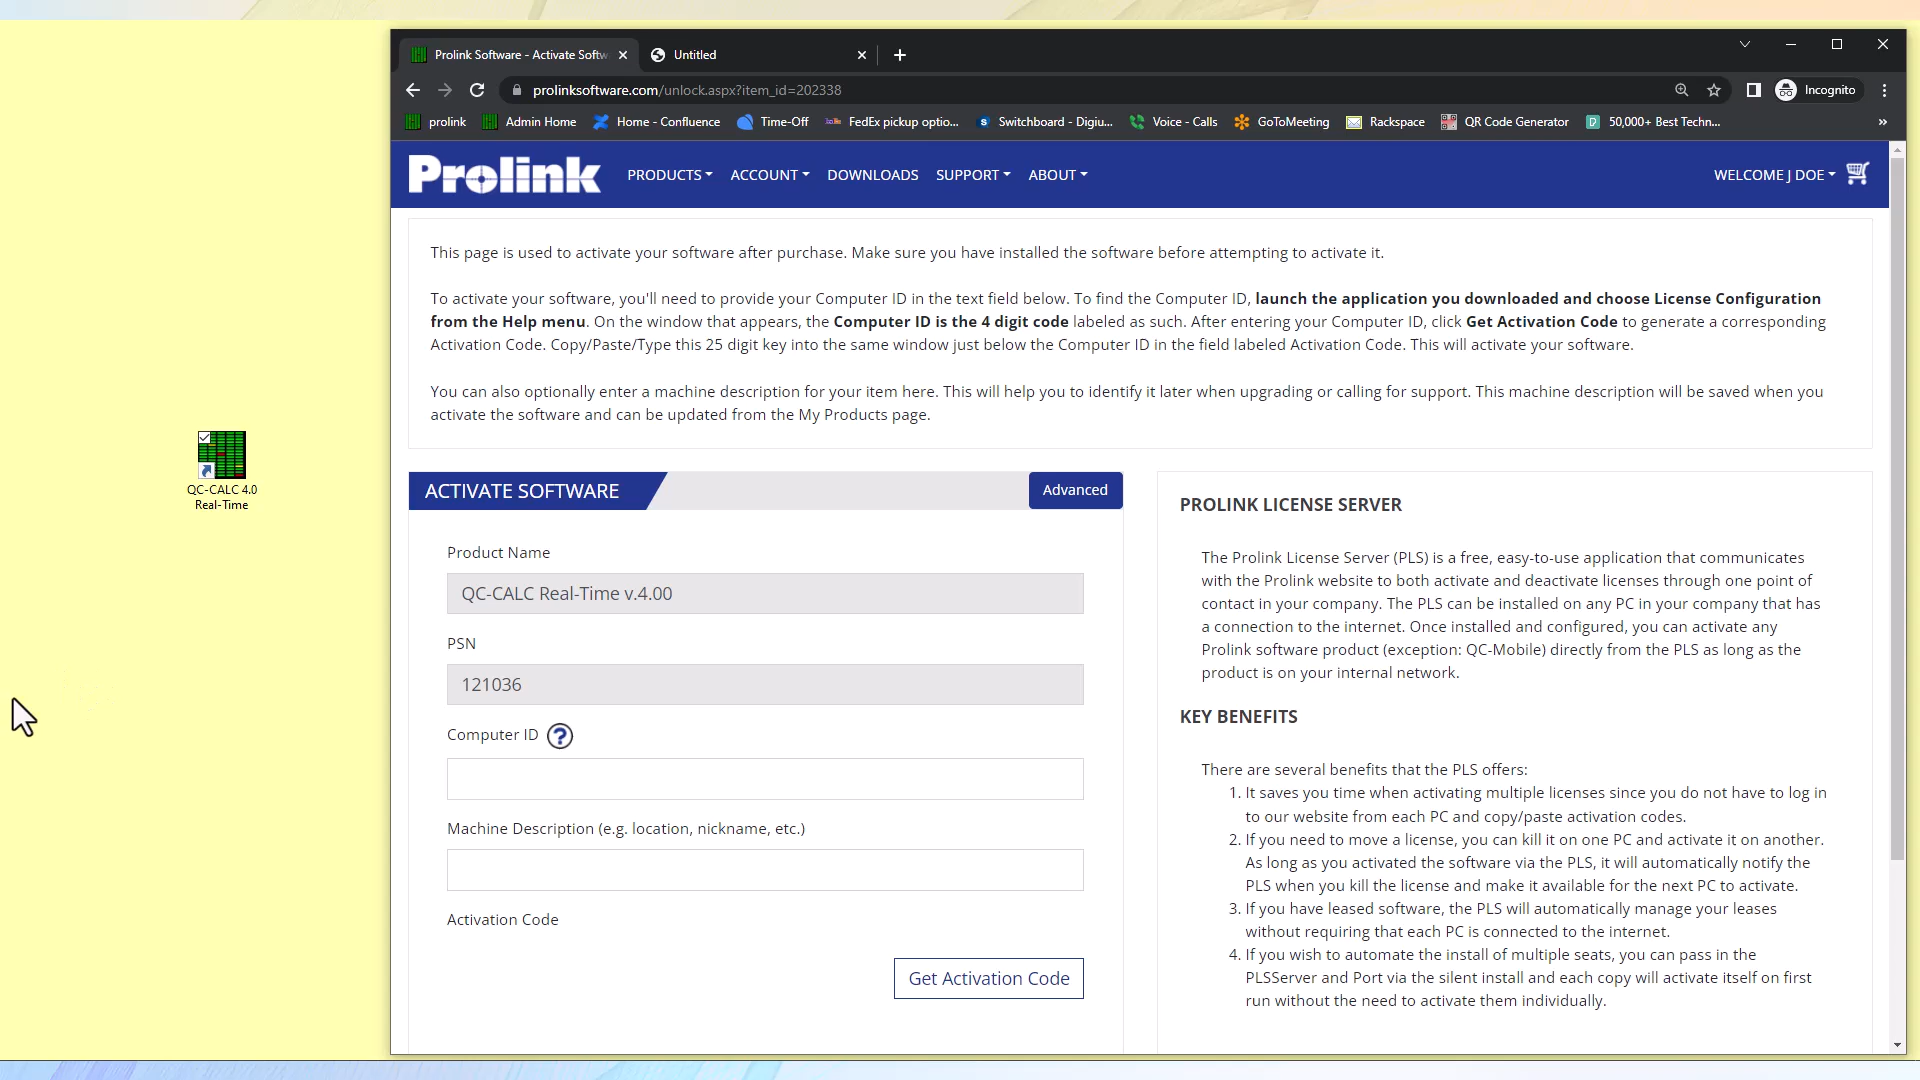 Prolink Software - Activate Softw
Untitled
prolinksoftware.com/unlock.aspx?item_id=202338
Incognito
prolink
Admin Home
Home - Confluence
Time-Off
FedEx pickup optio...
Switchboard - Digiu...
Voice - Calls
GoToMeeting
Rackspace
QR Code Generator
50,000+ Best Techn...
»
Prolink
PRODUCTS
ACCOUNT
DOWNLOADS
SUPPORT
ABOUT
WELCOME J DOE
This page is used to activate your software after purchase. Make sure you have installed the software before attempting to activate it.
To activate your software, you'll need to provide your Computer ID in the text field below. To find the Computer ID, launch the application you downloaded and choose License Configuration
from the Help menu. On the window that appears, the Computer ID is the 4 digit code labeled as such. After entering your Computer ID, click Get Activation Code to generate a corresponding
Activation Code. Copy/Paste/Type this 25 digit key into the same window just below the Computer ID in the field labeled Activation Code. This will activate your software.
You can also optionally enter a machine description for your item here. This will help you to identify it later when upgrading or calling for support. This machine description will be saved when you
activate the software and can be updated from the My Products page.
QC-CALC 4.0
Real-Time
ACTIVATE SOFTWARE
Advanced
Product Name
QC-CALC Real-Time v.4.00
PSN
121036
Computer ID ?
Machine Description (e.g. location, nickname, etc.)
Activation Code
Get Activation Code
PROLINK LICENSE SERVER
The Prolink License Server (PLS) is a free, easy-to-use application that communicates
with the Prolink website to both activate and deactivate licenses through one point of
contact in your company. The PLS can be installed on any PC in your company that has
a connection to the internet. Once installed and configured, you can activate any
Prolink software product (exception: QC-Mobile) directly from the PLS as long as the
product is on your internal network.
KEY BENEFITS
There are several benefits that the PLS offers:
1. It saves you time when activating multiple licenses since you do not have to log in
to our website from each PC and copy/paste activation codes.
2. If you need to move a license, you can kill it on one PC and activate it on another.
As long as you activated the software via the PLS, it will automatically notify the
PLS when you kill the license and make it available for the next PC to activate.
3. If you have leased software, the PLS will automatically manage your leases
without requiring that each PC is connected to the internet.
4. If you wish to automate the install of multiple seats, you can pass in the
PLSServer and Port via the silent install and each copy will activate itself on first
run without the need to activate them individually.